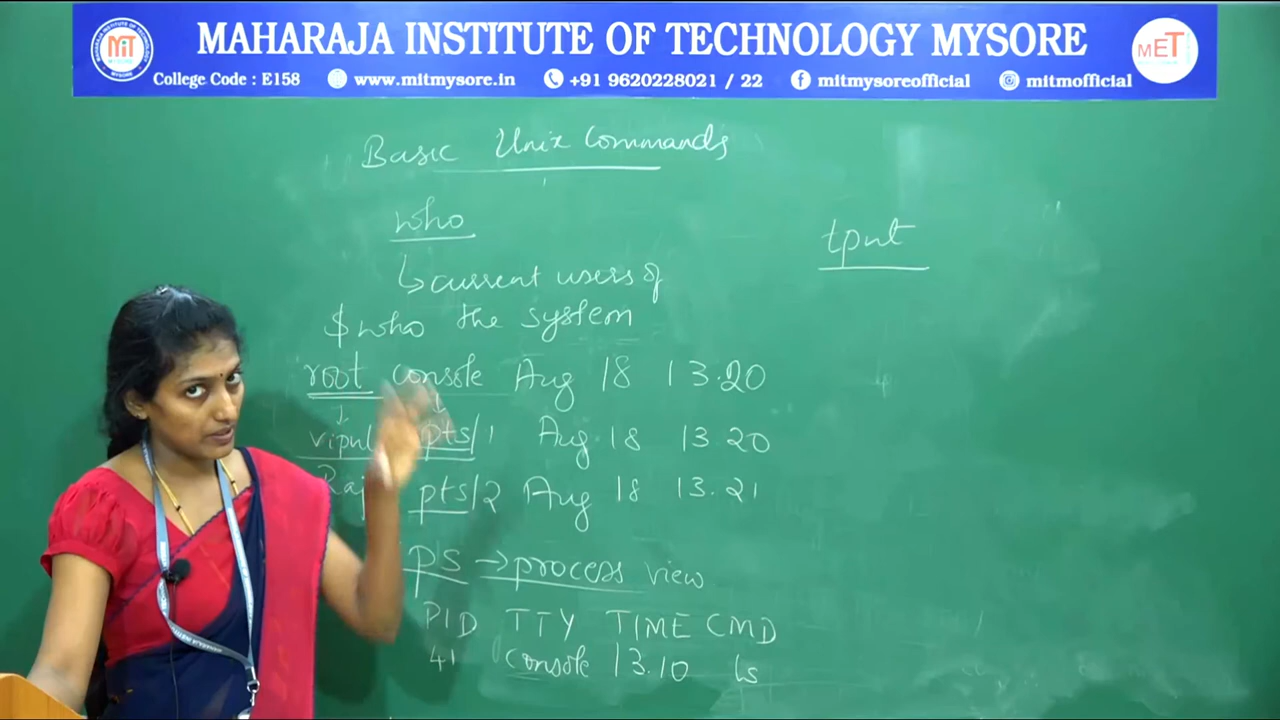 MAHARAJA INSTITUTE OF TECHNOLOGY MYSORE
College Code : E158 www.mitmysore.in +91 9620228021 / 22 mitmysoreofficial mitmofficial
MiT
MYSORE
MET
Basic Unix Commands
who
↳ current users of
the system
$ who
root console Aug 18 13.20
vipul pts/1 Aug 18 13.20
Raj pts/2 Aug 18 13.21
ps → process view
PID TTY TIME CMD
41 console 13.10 ls
tput